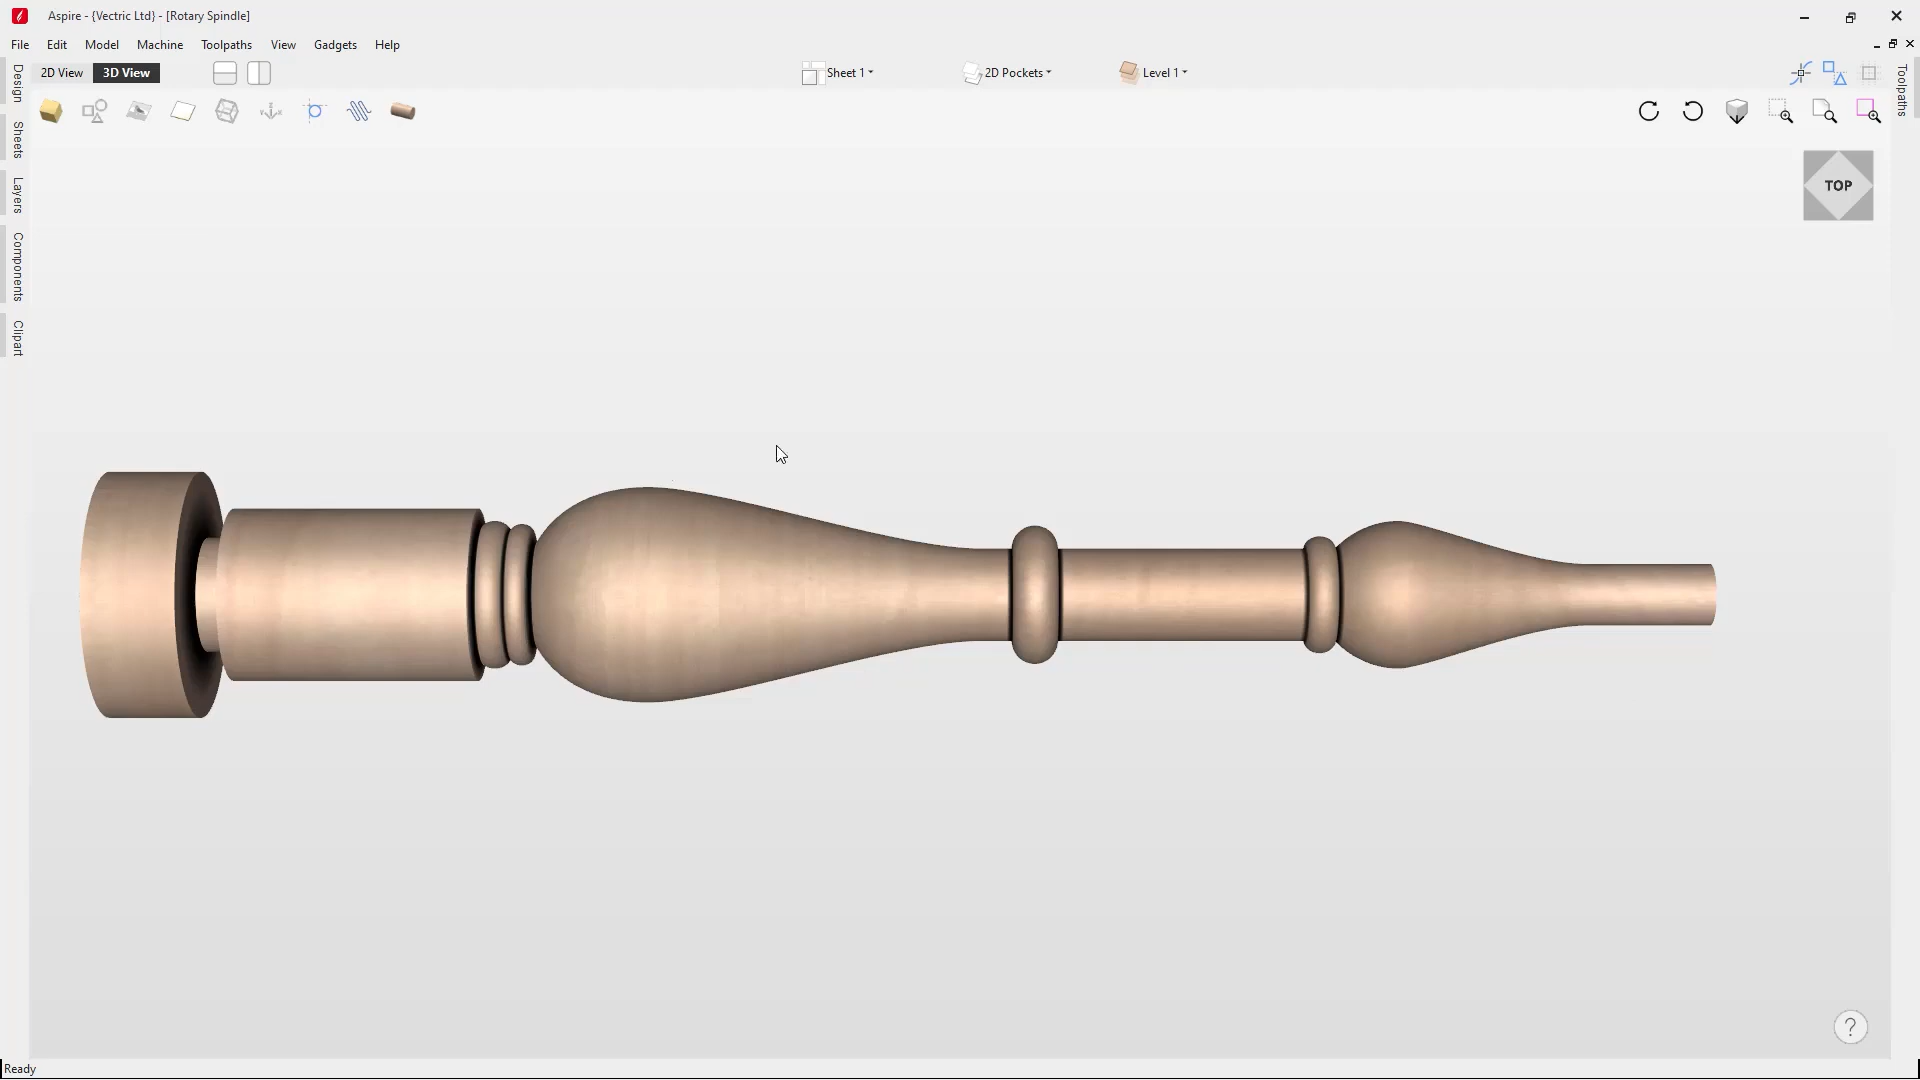 Aspire - {Vectric Ltd} - [Rotary Spindle]
File Edit Model Machine Toolpaths View Gadgets Help
2D View 3D View Sheet 1 2D Pockets Level 1
Design
Sheets
Layers
Components
Clipart
Toolpaths
TOP
?
Ready